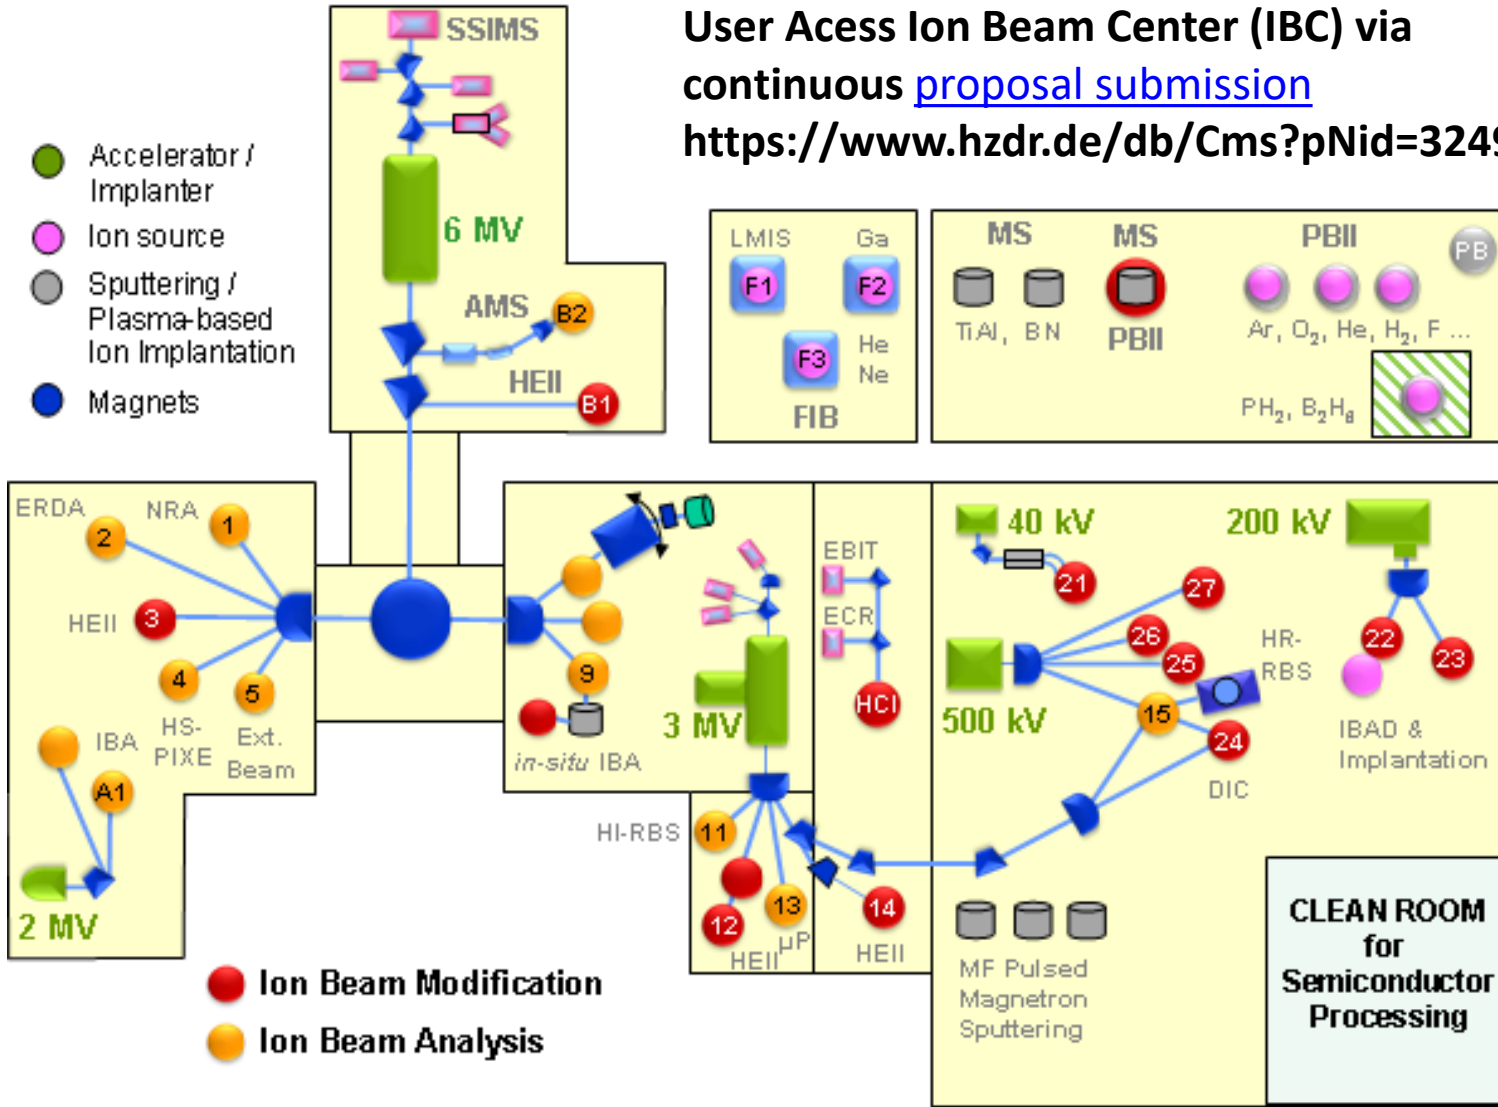 User Acess Ion Beam Center (IBC) via
continuous proposal submission
https://www.hzdr.de/db/Cms?pNid=3249
SSIMS
Accelerator /
Implanter
Ion source
Sputtering /
Plasma-based
Ion Implantation
Magnets
6 MV
AMS
B2
HEII
B1
LMIS
Ga
F1
F2
F3
He
Ne
FIB
MS
MS
PBII
PB
TiAl, BN
PBII
Ar, O₂, He, H₂, F ...
PH₂, B₂H₆
ERDA
NRA
1
2
HEII
3
4
5
HS-
PIXE
Ext.
Beam
IBA
A1
2 MV
9
in-situ IBA
3 MV
EBIT
ECR
HCI
40 kV
21
200 kV
27
26
25
HR-
RBS
22
23
500 kV
15
24
DIC
IBAD &
Implantation
HI-RBS
11
12
13
14
HEII
µP
HEII
MF Pulsed
Magnetron
Sputtering
CLEAN ROOM
for
Semiconductor
Processing
Ion Beam Modification
Ion Beam Analysis